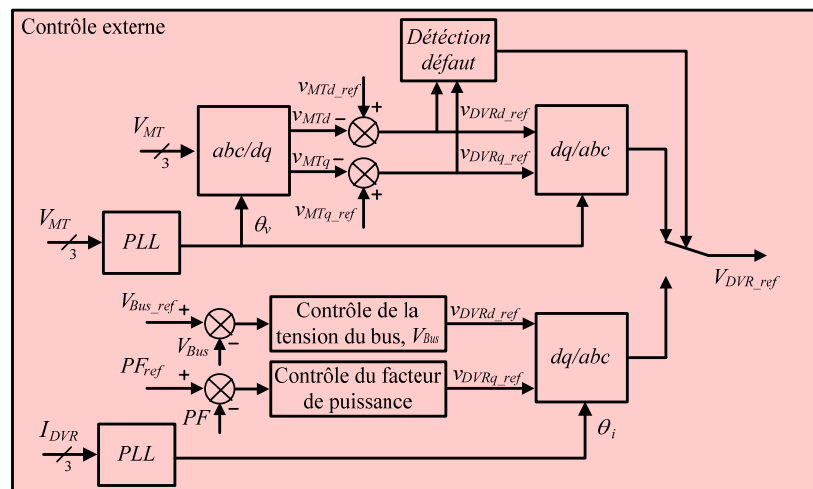 Contrôle externe
Détéction
défaut
v_MTd_ref
+
V_MT
3
abc/dq
v_MTd
−
v_DVRd_ref
v_MTq
−
v_DVRq_ref
dq/abc
+
v_MTq_ref
V_MT
3
PLL
θ_v
V_DVR_ref
V_Bus_ref
+
−
V_Bus
Contrôle de la
tension du bus, V_Bus
v_DVRd_ref
dq/abc
PF_ref
+
−
PF
Contrôle du facteur
de puissance
v_DVRq_ref
I_DVR
3
PLL
θ_i